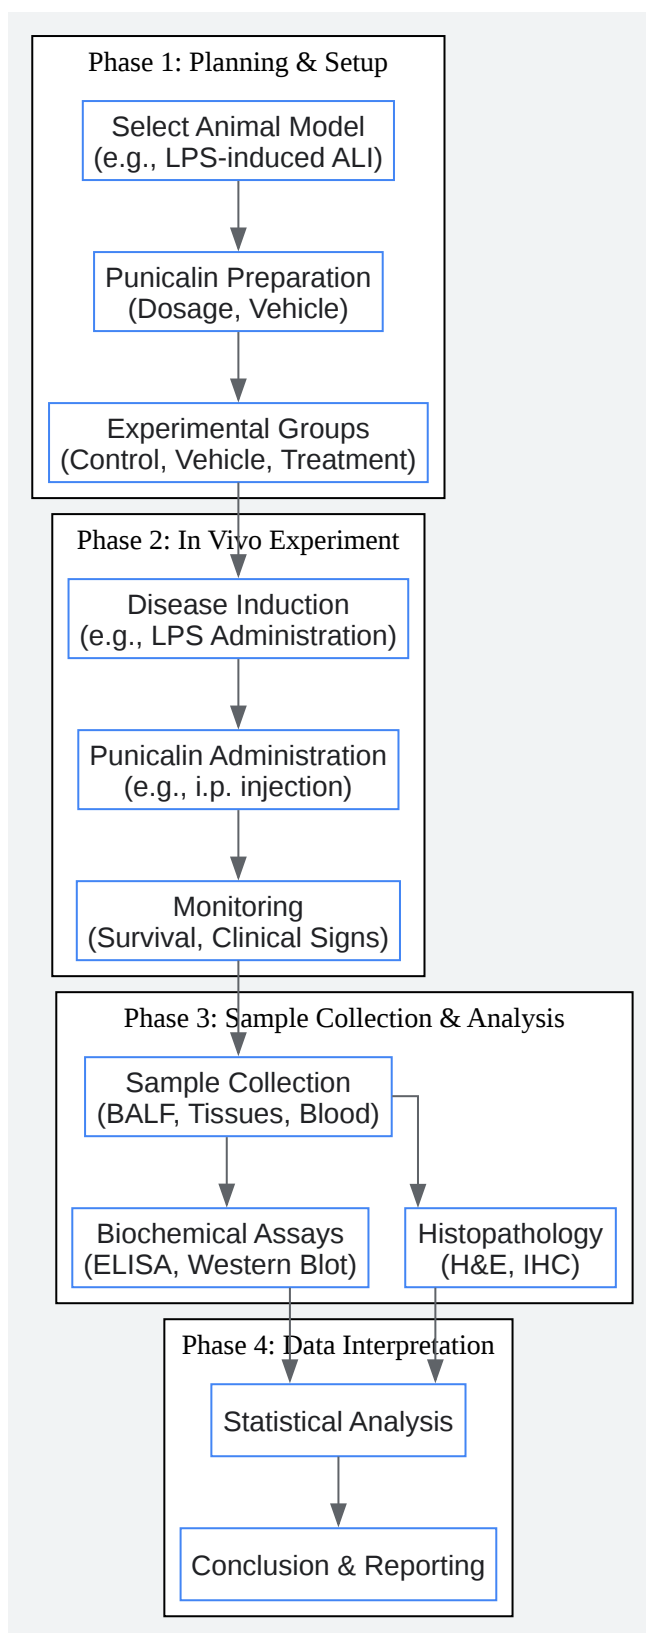 Phase 1: Planning & Setup
Select Animal Model
(e.g., LPS-induced ALI)
Punicalin Preparation
(Dosage, Vehicle)
Experimental Groups
(Control, Vehicle, Treatment)
Phase 2: In Vivo Experiment
Disease Induction
(e.g., LPS Administration)
Punicalin Administration
(e.g., i.p. injection)
Monitoring
(Survival, Clinical Signs)
Phase 3: Sample Collection & Analysis
Sample Collection
(BALF, Tissues, Blood)
Biochemical Assays
(ELISA, Western Blot)
Histopathology
(H&E, IHC)
Phase 4: Data Interpretation
Statistical Analysis
Conclusion & Reporting